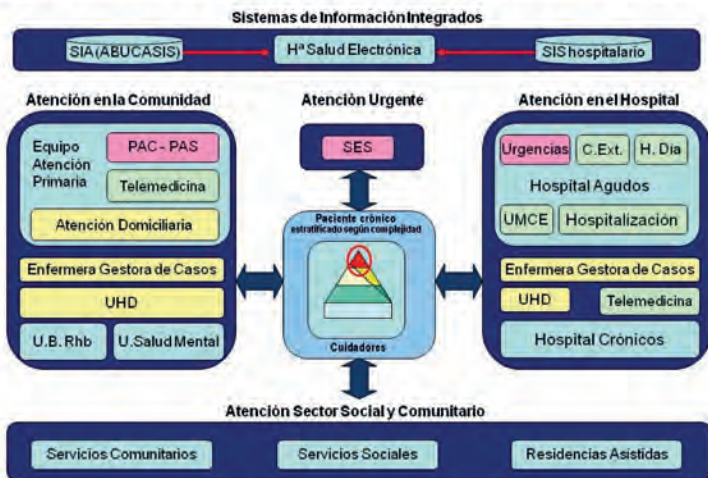 Sistemas de Información Integrados
SIA (ABUCASIS)
Hª Salud Electrónica
SIS hospitalario
Atención en la Comunidad
Atención Urgente
Atención en el Hospital
Equipo
Atención
Primaria
PAC - PAS
Telemedicina
Atención Domiciliaria
Enfermera Gestora de Casos
UHD
U.B. Rhb
U.Salud Mental
SES
Paciente crónico
estratificado según complejidad
Cuidadores
Urgencias
C.Ext.
H. Día
Hospital Agudos
UMCE
Hospitalización
Enfermera Gestora de Casos
UHD
Telemedicina
Hospital Crónicos
Atención Sector Social y Comunitario
Servicios Comunitarios
Servicios Sociales
Residencias Asistidas